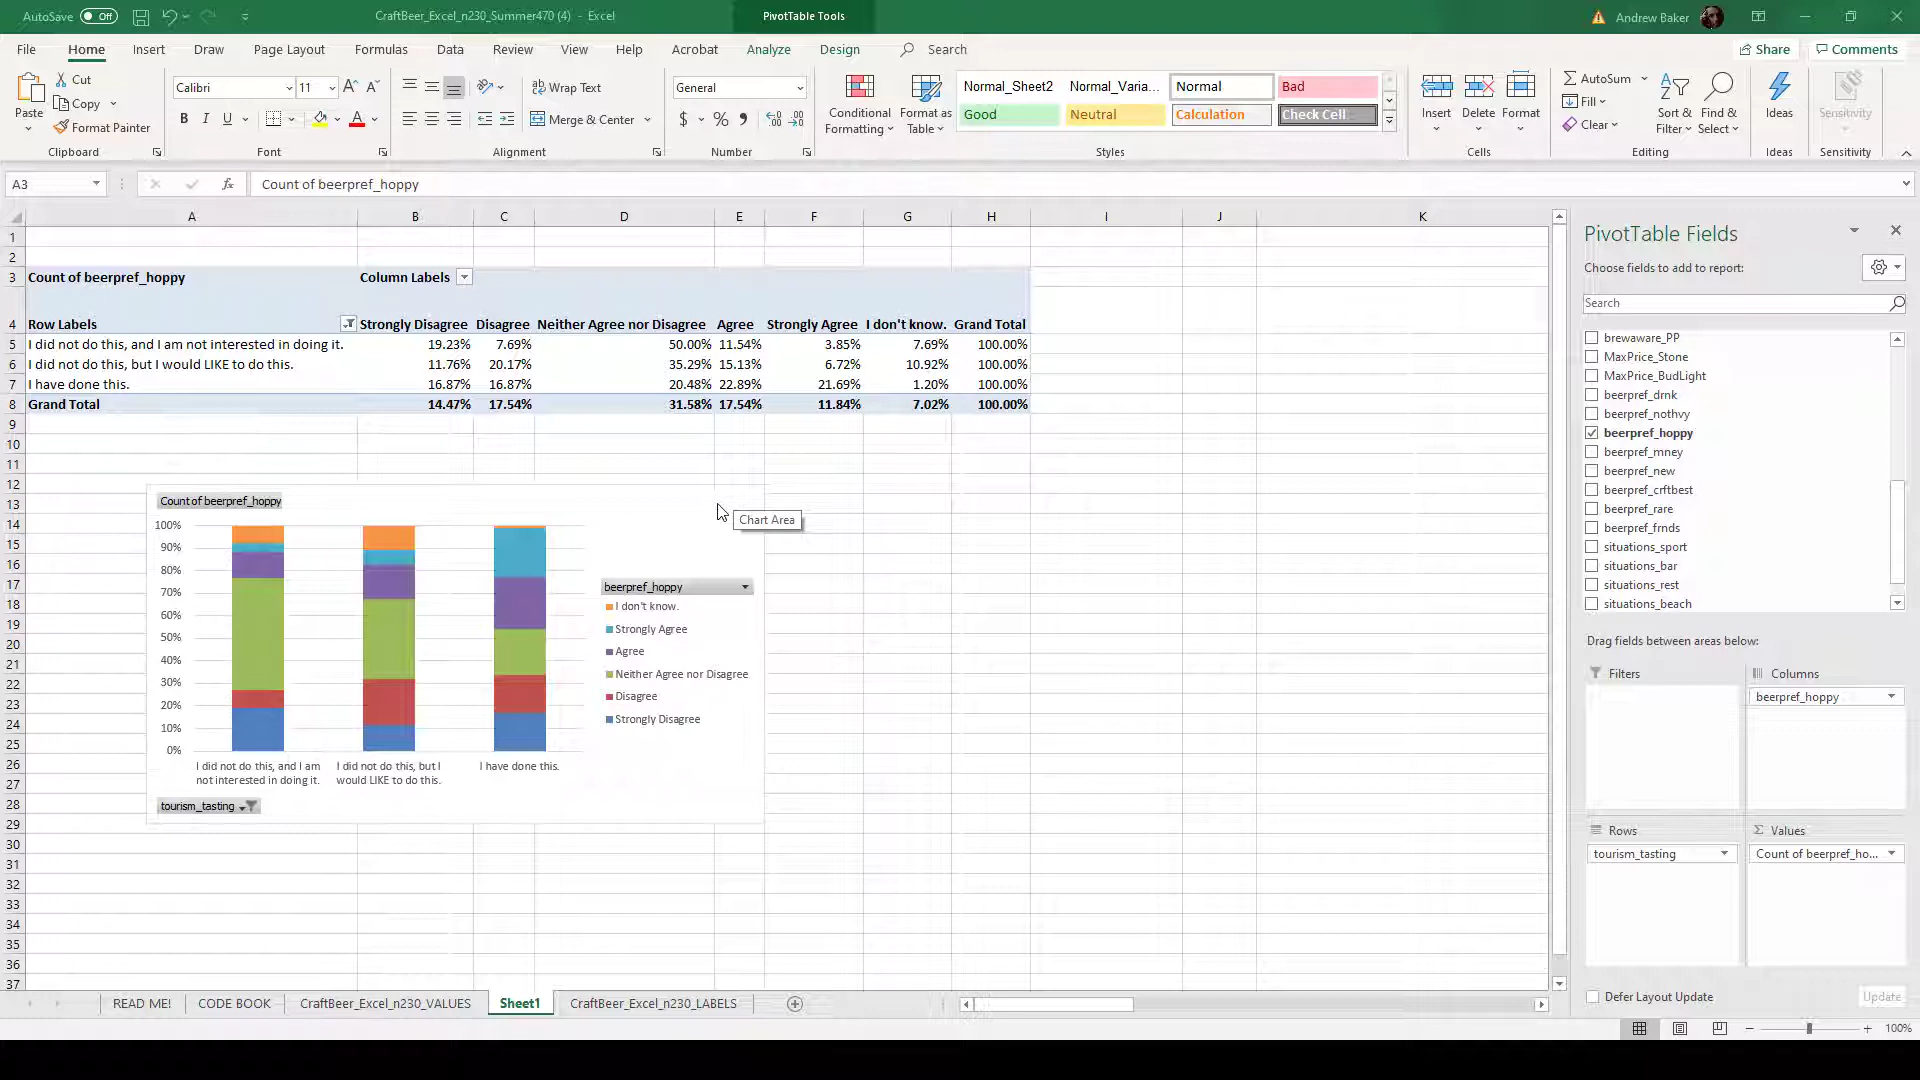 AutoSave Off CraftBeer_Excel_n230_Summer470 (4) - Excel PivotTable Tools Andrew Baker
File Home Insert Draw Page Layout Formulas Data Review View Help Acrobat Analyze Design Search Share Comments
Paste
Cut
Copy
Format Painter
Clipboard
Calibri 11
B I U
Font
Wrap Text
Merge & Center
Alignment
General
$ % ,
Number
Conditional
Formatting
Format as
Table
Normal_Sheet2 Normal_Varia... Normal Bad
Good Neutral Calculation Check Cell
Styles
Insert Delete Format
Cells
AutoSum
Fill
Clear
Sort &
Filter
Find &
Select
Editing
Ideas
Ideas
Sensitivity
Sensitivity
A3 fx Count of beerpref_hoppy
A B C D E F G H I J K
1
2
3 Count of beerpref_hoppy Column Labels
4 Row Labels Strongly Disagree Disagree Neither Agree nor Disagree Agree Strongly Agree I don't know. Grand Total
5 I did not do this, and I am not interested in doing it. 19.23% 7.69% 50.00% 11.54% 3.85% 7.69% 100.00%
6 I did not do this, but I would LIKE to do this. 11.76% 20.17% 35.29% 15.13% 6.72% 10.92% 100.00%
7 I have done this. 16.87% 16.87% 20.48% 22.89% 21.69% 1.20% 100.00%
8 Grand Total 14.47% 17.54% 31.58% 17.54% 11.84% 7.02% 100.00%
9
10
11
12
13
14
15
16
17
18
19
20
21
22
23
24
25
26
27
28
29
30
31
32
33
34
35
36
37
Count of beerpref_hoppy
Chart Area
100%
90%
80%
70%
60%
50%
40%
30%
20%
10%
0%
I did not do this, and I am
not interested in doing it.
I did not do this, but I
would LIKE to do this.
I have done this.
beerpref_hoppy
I don't know.
Strongly Agree
Agree
Neither Agree nor Disagree
Disagree
Strongly Disagree
tourism_tasting
PivotTable Fields
Choose fields to add to report:
Search
brewaware_PP
MaxPrice_Stone
MaxPrice_BudLight
beerpref_drnk
beerpref_nothvy
beerpref_hoppy
beerpref_mney
beerpref_new
beerpref_crftbest
beerpref_rare
beerpref_frnds
situations_sport
situations_bar
situations_rest
situations_beach
Drag fields between areas below:
Filters
Columns
beerpref_hoppy
Rows
tourism_tasting
Values
Count of beerpref_ho...
Defer Layout Update Update
READ ME! CODE BOOK CraftBeer_Excel_n230_VALUES Sheet1 CraftBeer_Excel_n230_LABELS
100%